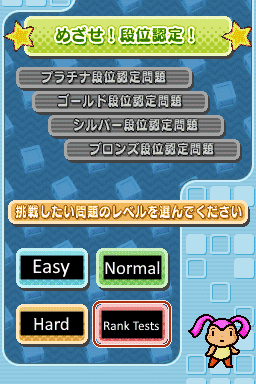 めざせ！段位認定！
プラチナ段位認定問題
ゴールド段位認定問題
シルバー段位認定問題
ブロンズ段位認定問題
挑戦したい問題のレベルを選んでください
Easy
Normal
Hard
Rank Tests